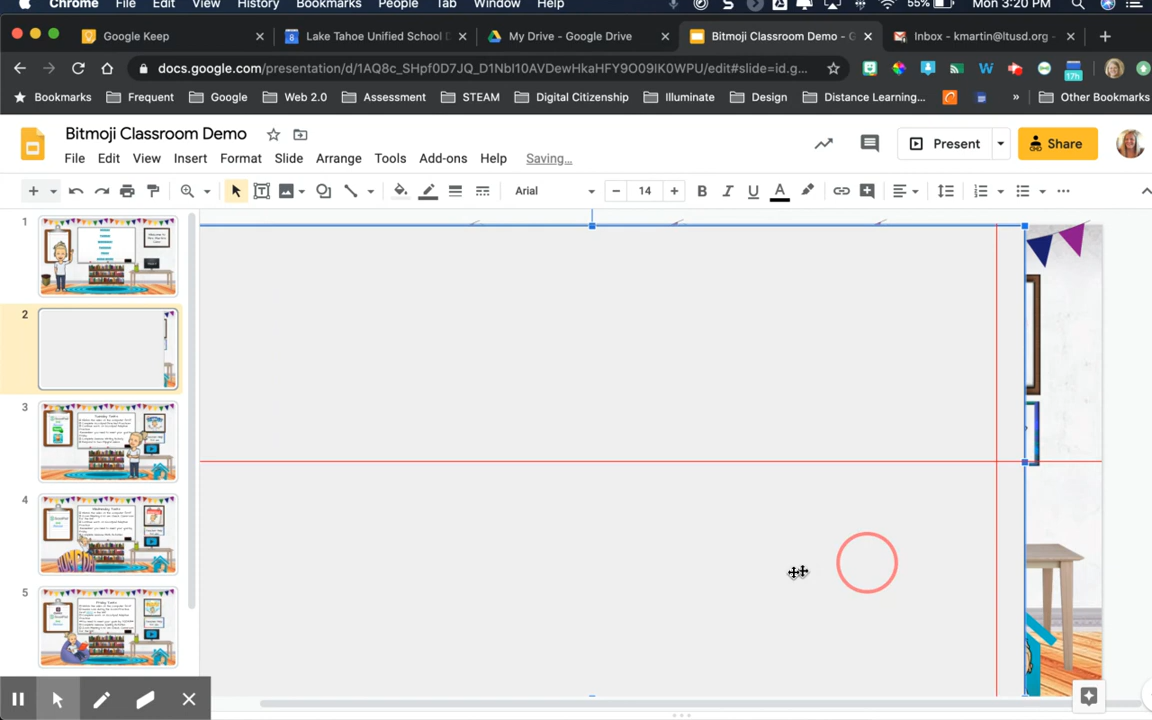 Chrome File Edit View History Bookmarks People Tab Window Help 55% Mon 3:20 PM
Google Keep Lake Tahoe Unified School D My Drive - Google Drive Bitmoji Classroom Demo - G Inbox - kmartin@ltusd.org -
docs.google.com/presentation/d/1AQ8c_SHpf0D7JQ_D1NbI10AVDewHkaHFY9O09IK0WPU/edit#slide=id.g... W 17h
Bookmarks Frequent Google Web 2.0 Assessment STEAM Digital Citizenship Illuminate Design Distance Learning... » Other Bookmarks
Bitmoji Classroom Demo
Present Share
File Edit View Insert Format Slide Arrange Tools Add-ons Help Saving...
Arial 14 B I U A
1
2
3
4
5